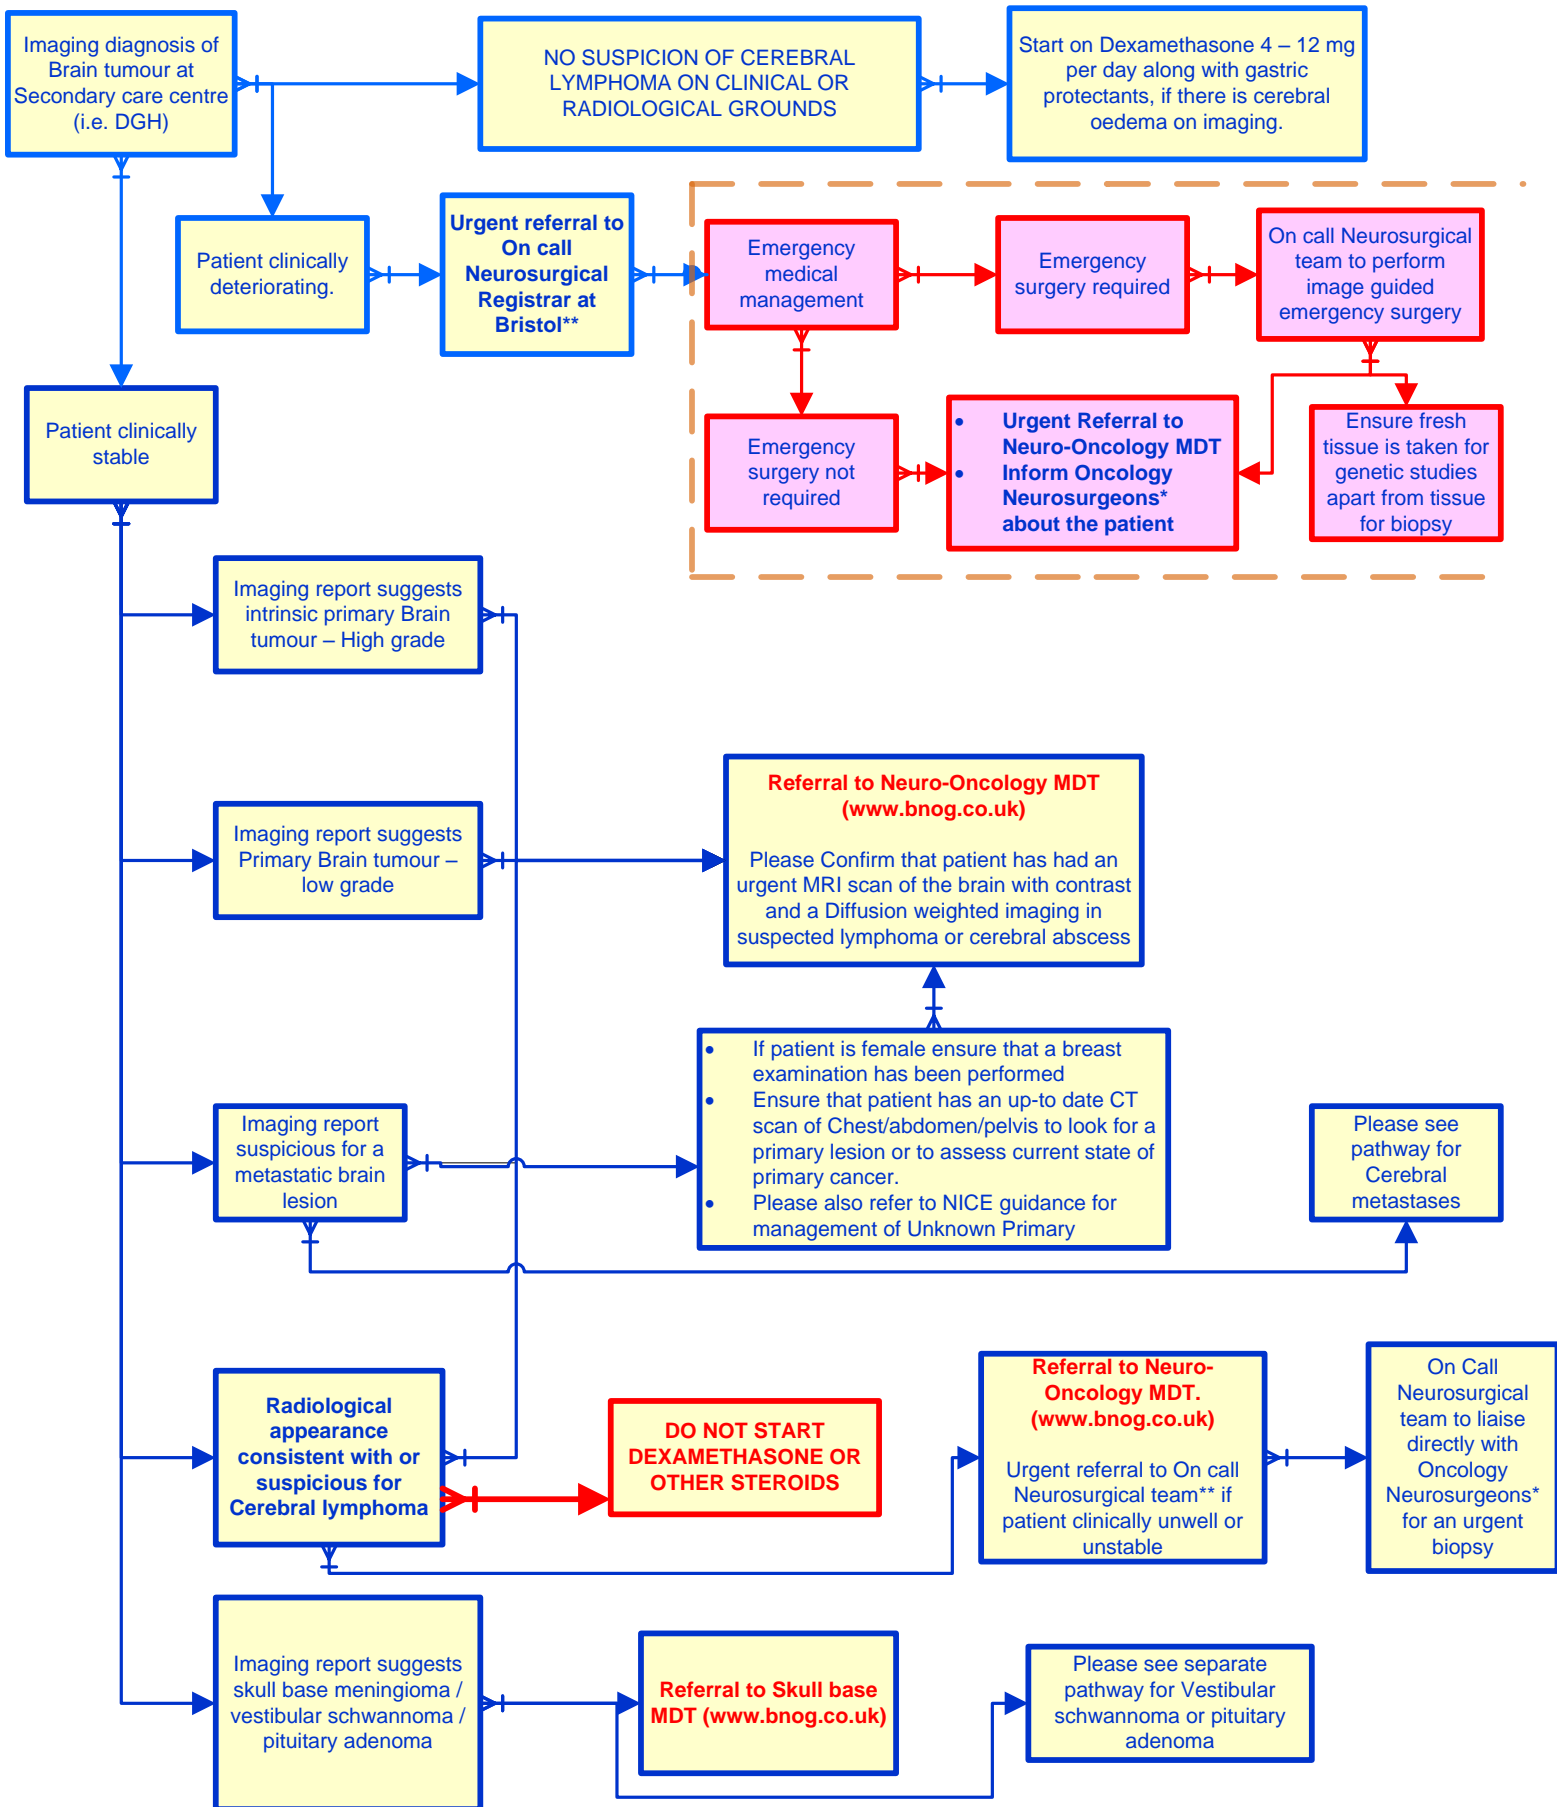 Imaging diagnosis of
Brain tumour at
Secondary care centre
(i.e. DGH)
NO SUSPICION OF CEREBRAL
LYMPHOMA ON CLINICAL OR
RADIOLOGICAL GROUNDS
Start on Dexamethasone 4 – 12 mg
per day along with gastric
protectants, if there is cerebral
oedema on imaging.
Patient clinically
deteriorating.
Urgent referral to
On call
Neurosurgical
Registrar at
Bristol**
Emergency
medical
management
Emergency
surgery required
On call Neurosurgical
team to perform
image guided
emergency surgery
Patient clinically
stable
Emergency
surgery not
required
• Urgent Referral to
Neuro-Oncology MDT
• Inform Oncology
Neurosurgeons*
about the patient
Ensure fresh
tissue is taken for
genetic studies
apart from tissue
for biopsy
Imaging report suggests
intrinsic primary Brain
tumour – High grade
Imaging report suggests
Primary Brain tumour –
low grade
Referral to Neuro-Oncology MDT
(www.bnog.co.uk)
Please Confirm that patient has had an
urgent MRI scan of the brain with contrast
and a Diffusion weighted imaging in
suspected lymphoma or cerebral abscess
Imaging report
suspicious for a
metastatic brain
lesion
• If patient is female ensure that a breast
examination has been performed
• Ensure that patient has an up-to date CT
scan of Chest/abdomen/pelvis to look for a
primary lesion or to assess current state of
primary cancer.
• Please also refer to NICE guidance for
management of Unknown Primary
Please see
pathway for
Cerebral
metastases
Radiological
appearance
consistent with or
suspicious for
Cerebral lymphoma
DO NOT START
DEXAMETHASONE OR
OTHER STEROIDS
Referral to Neuro-
Oncology MDT.
(www.bnog.co.uk)
Urgent referral to On call
Neurosurgical team** if
patient clinically unwell or
unstable
On Call
Neurosurgical
team to liaise
directly with
Oncology
Neurosurgeons*
for an urgent
biopsy
Imaging report suggests
skull base meningioma /
vestibular schwannoma /
pituitary adenoma
Referral to Skull base
MDT (www.bnog.co.uk)
Please see separate
pathway for Vestibular
schwannoma or pituitary
adenoma